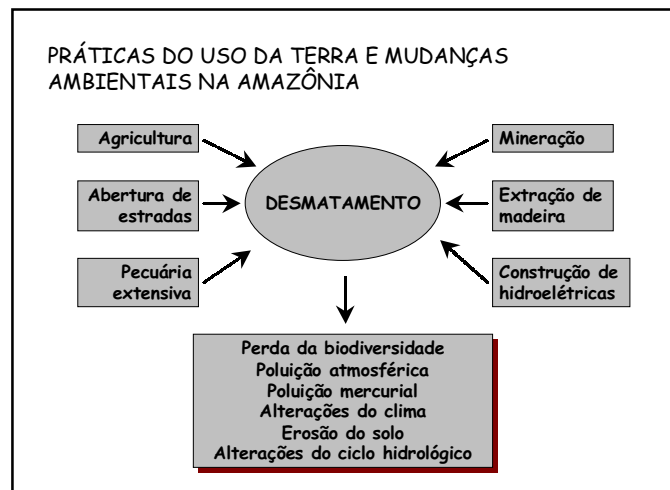 PRÁTICAS DO USO DA TERRA E MUDANÇAS
AMBIENTAIS NA AMAZÔNIA
Agricultura
Abertura de
estradas
Pecuária
extensiva
DESMATAMENTO
Mineração
Extração de
madeira
Construção de
hidroelétricas
Perda da biodiversidade
Poluição atmosférica
Poluição mercurial
Alterações do clima
Erosão do solo
Alterações do ciclo hidrológico